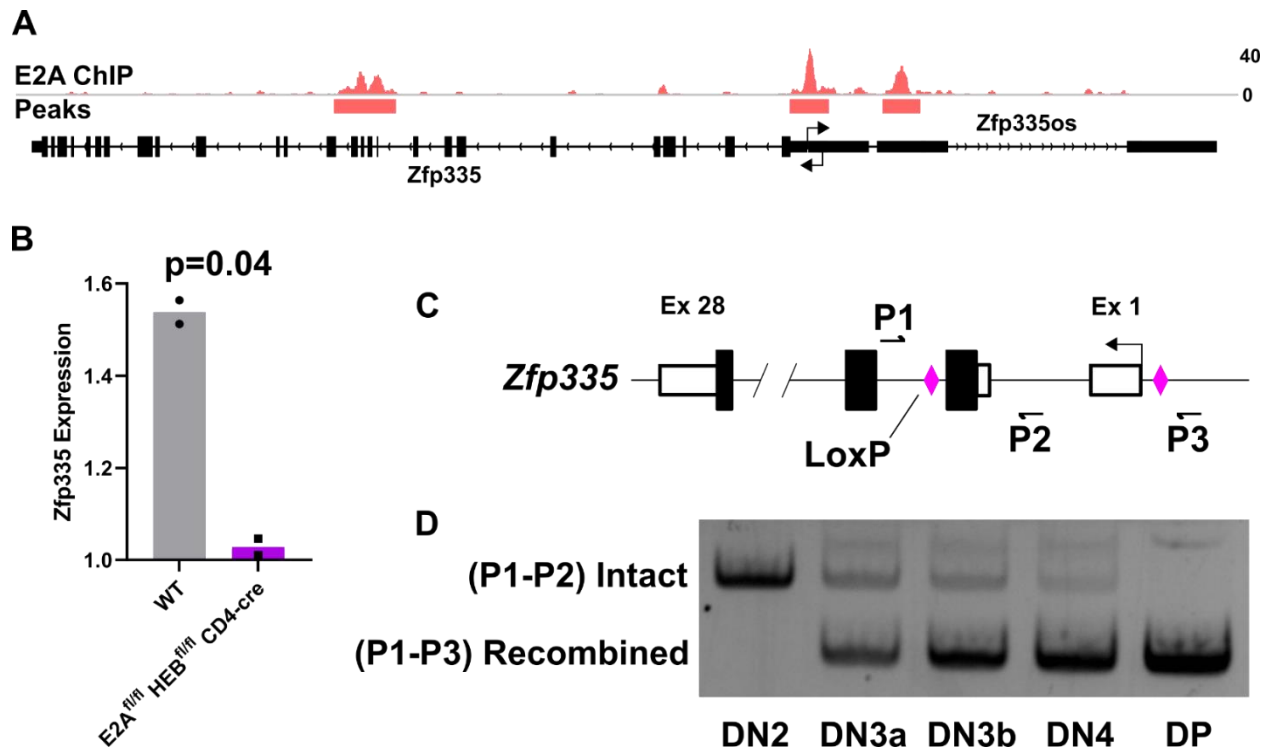 A
E2A ChIP
40
0
Peaks
Zfp335os
Zfp335
B
p=0.04
1.6
1.4
1.2
1.0
Zfp335 Expression
WT
E2Afl/fl HEBfl/fl CD4-cre
C
Ex 28
P1
Ex 1
Zfp335
LoxP
P2
P3
D
(P1-P2) Intact
(P1-P3) Recombined
DN2 DN3a DN3b DN4 DP